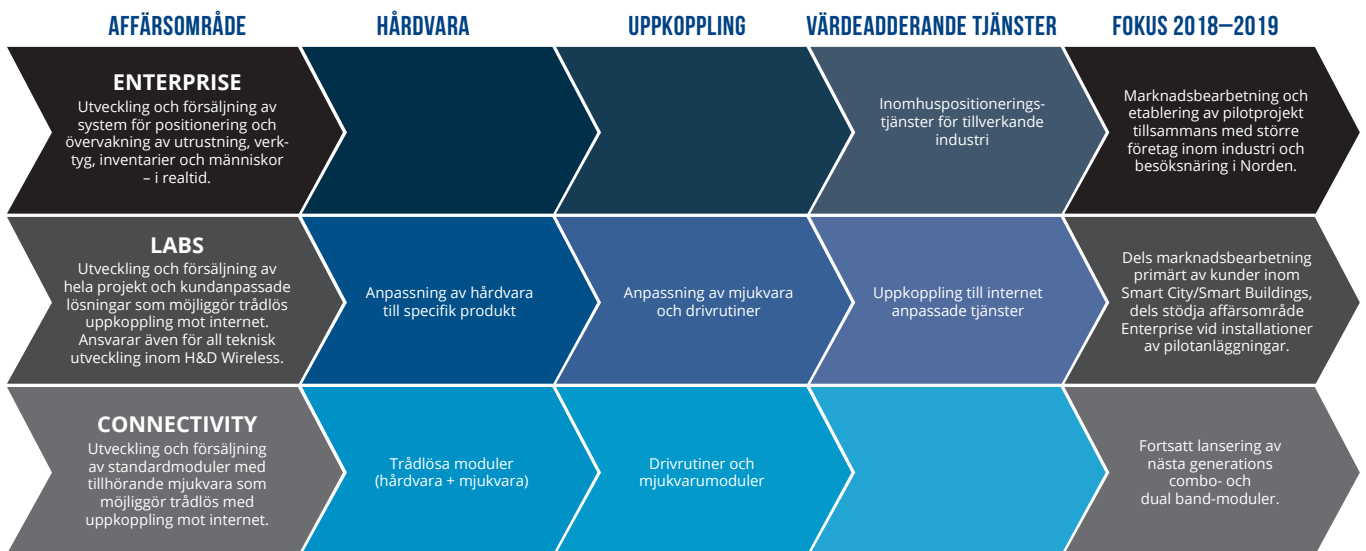 AFFÄRSOMRÅDE
HÅRDVARA
UPPKOPPLING
VÄRDEADDERANDE TJÄNSTER
FOKUS 2018–2019
ENTERPRISE
Utveckling och försäljning av
system för positionering och
övervakning av utrustning, verk-
tyg, inventarier och människor
– i realtid.
Inomhuspositionerings-
tjänster för tillverkande
industri
Marknadsbearbetning och
etablering av pilotprojekt
tillsammans med större
företag inom industri och
besöksnäring i Norden.
LABS
Utveckling och försäljning av
hela projekt och kundanpassade
lösningar som möjliggör trådlös
uppkoppling mot internet.
Ansvarar även för all teknisk
utveckling inom H&D Wireless.
Anpassning av hårdvara
till specifik produkt
Anpassning av mjukvara
och drivrutiner
Uppkoppling till internet
anpassade tjänster
Dels marknadsbearbetning
primärt av kunder inom
Smart City/Smart Buildings,
dels stödja affärsområde
Enterprise vid installationer
av pilotanläggningar.
CONNECTIVITY
Utveckling och försäljning
av standardmoduler med
tillhörande mjukvara som
möjliggör trådlös med
uppkoppling mot internet.
Trådlösa moduler
(hårdvara + mjukvara)
Drivrutiner och
mjukvarumoduler
Fortsatt lansering av
nästa generations
combo- och
dual band-moduler.